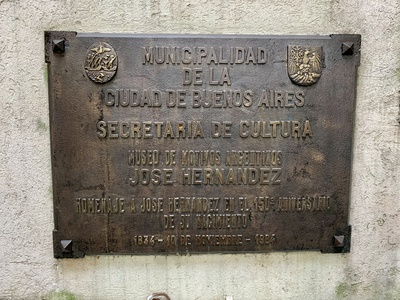 MUNICIPALIDAD
DE LA
CIUDAD DE BUENOS AIRES
SECRETARIA DE CULTURA
MUSEO DE MOTIVOS ARGENTINOS
JOSE HERNANDEZ
HOMENAJE A JOSE HERNANDEZ EN EL 150º ANIVERSARIO
DE SU NACIMIENTO
1834 - 10 DE NOVIEMBRE - 1984